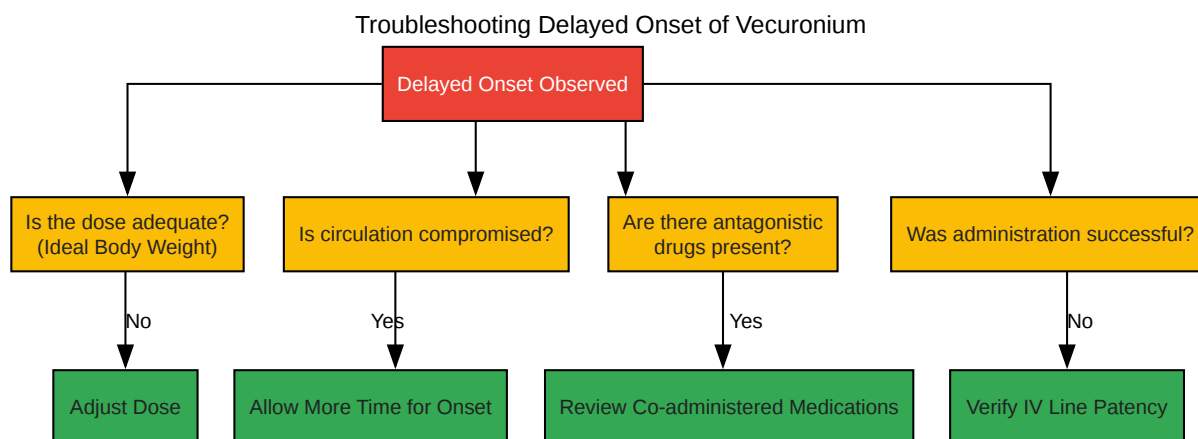 Troubleshooting Delayed Onset of Vecuronium
Delayed Onset Observed
Is the dose adequate?
(Ideal Body Weight)
Is circulation compromised?
Are there antagonistic
drugs present?
Was administration successful?
No
Yes
Yes
No
Adjust Dose
Allow More Time for Onset
Review Co-administered Medications
Verify IV Line Patency